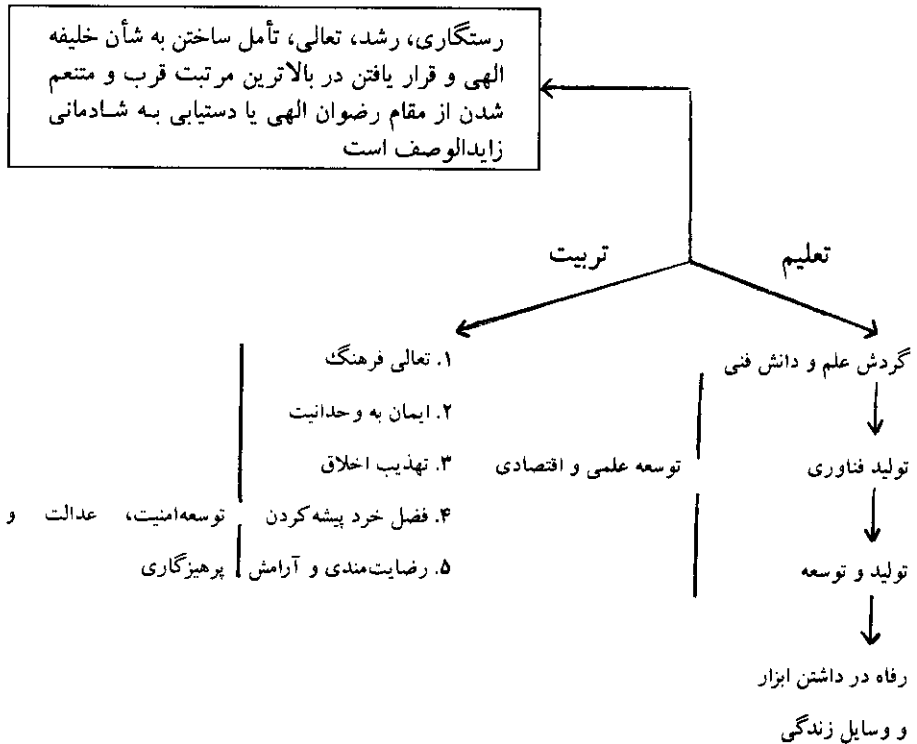 رستگاری، رشد، تعالی، تأمل ساختن به شأن خلیفه
الهی و قرار یافتن در بالاترین مرتبت قرب و متنعم
شدن از مقام رضوان الهی یا دستیابی به شادمانی
زایدالوصف است
تعلیم
تربیت
گردش علم و دانش فنی
تولید فناوری
تولید و توسعه
رفاه در داشتن ابزار
و وسایل زندگی
توسعه علمی و اقتصادی
۱. تعالی فرهنگ
۲. ایمان به وحدانیت
۳. تهذیب اخلاق
۴. فضل خرد پیشه‌کردن
۵. رضایت‌مندی و آرامش
توسعه‌امنیت، عدالت و
پرهیزگاری